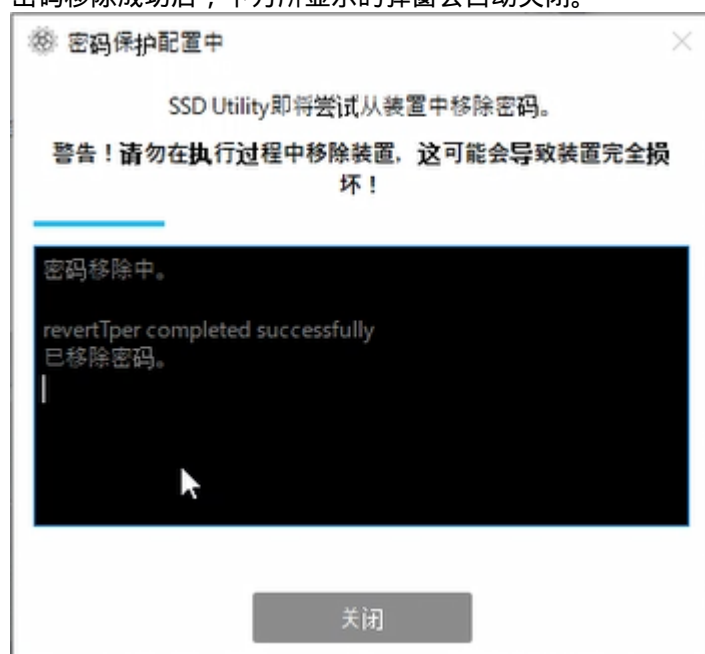 密码移除成功后，下方所显示的弹窗会自动关闭。
密码保护配置中
SSD Utility即将尝试从装置中移除密码。
警告！请勿在执行过程中移除装置，这可能会导致装置完全损
坏！
密码移除中。
revertTper completed successfully
已移除密码。
关闭